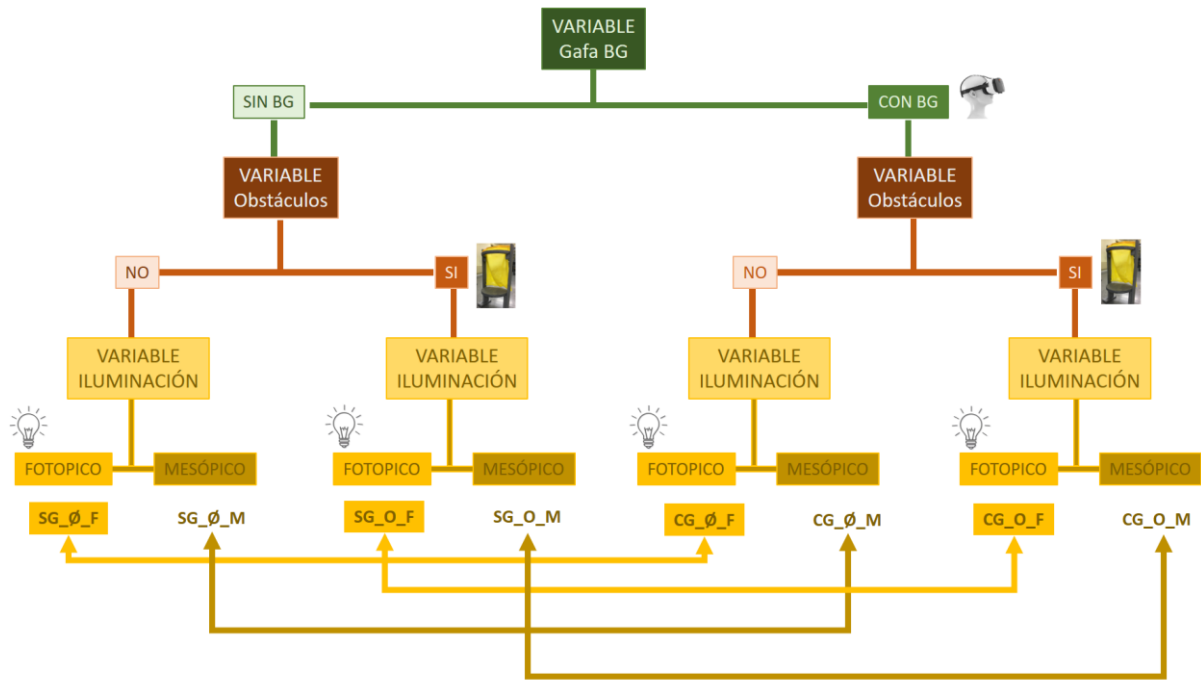 VARIABLE
Gafa BG
SIN BG
CON BG
VARIABLE
Obstáculos
VARIABLE
Obstáculos
NO
SI
NO
SI
VARIABLE
ILUMINACIÓN
VARIABLE
ILUMINACIÓN
VARIABLE
ILUMINACIÓN
VARIABLE
ILUMINACIÓN
FOTOPICO
MESÓPICO
FOTOPICO
MESÓPICO
FOTOPICO
MESÓPICO
FOTOPICO
MESÓPICO
SG_Ø_F
SG_Ø_M
SG_O_F
SG_O_M
CG_Ø_F
CG_Ø_M
CG_O_F
CG_O_M